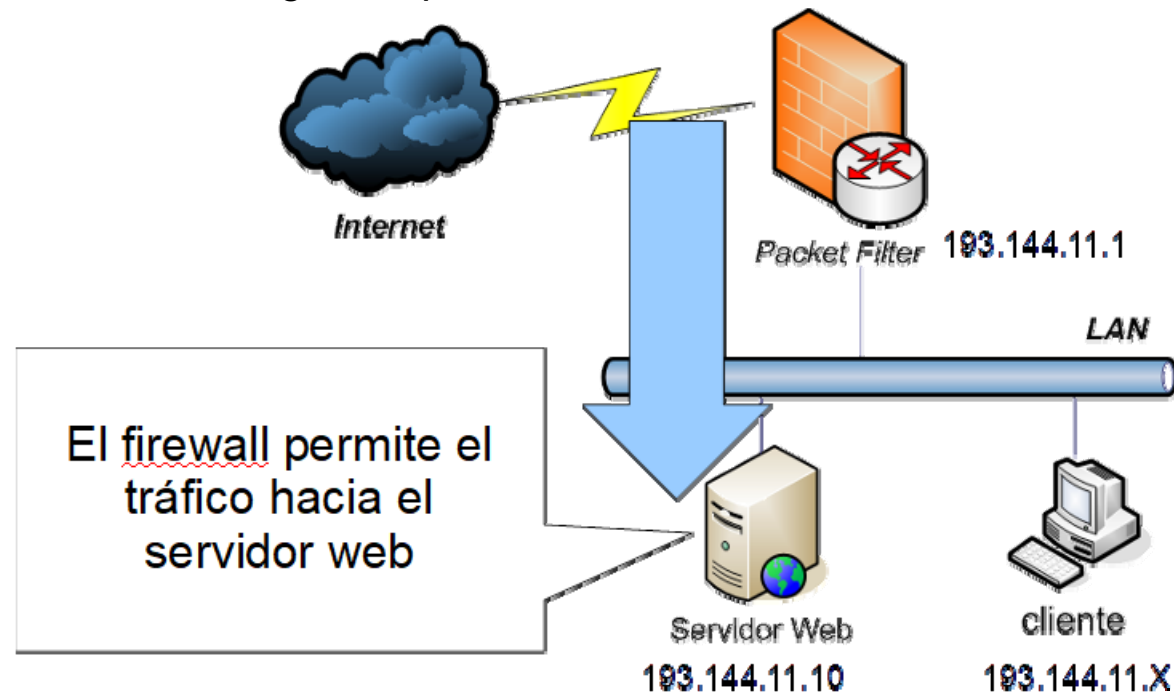 Internet
Packet Filter
193.144.11.1
LAN
El firewall permite el
tráfico hacia el
servidor web
Servidor Web
193.144.11.10
cliente
193.144.11.X